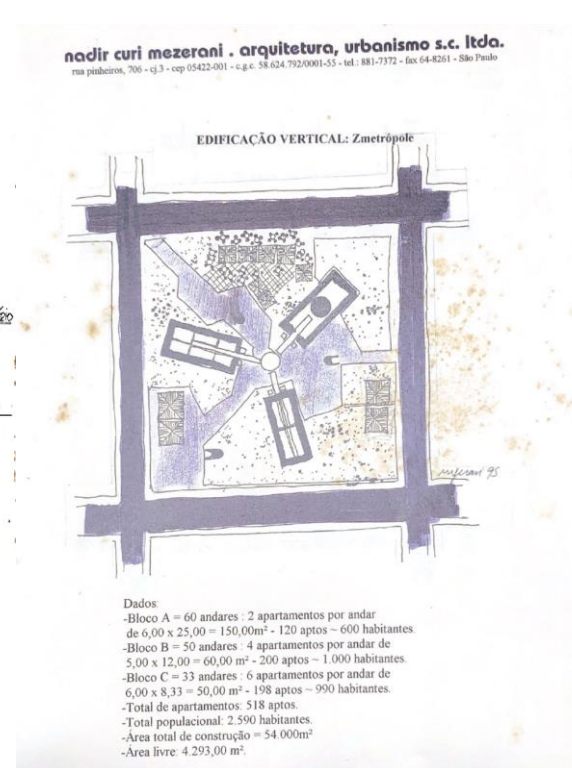 nadir curi mezerani . arquitetura, urbanismo s.c. ltda.
rua pinheiros, 706 - cj.3 - cep 05422-001 - c.g.c. 58.624.792/0001-55 - tel.: 881-7372 - fax 64-8261 - São Paulo
EDIFICAÇÃO VERTICAL: Zmetrópole
95
Dados:
-Bloco A = 60 andares : 2 apartamentos por andar
de 6,00 x 25,00 = 150,00m² - 120 aptos ~ 600 habitantes.
-Bloco B = 50 andares : 4 apartamentos por andar de
5,00 x 12,00 = 60,00 m² - 200 aptos ~ 1.000 habitantes.
-Bloco C = 33 andares : 6 apartamentos por andar de
6,00 x 8,33 = 50,00 m² - 198 aptos ~ 990 habitantes.
-Total de apartamentos: 518 aptos.
-Total populacional: 2.590 habitantes.
-Área total de construção = 54.000m²
-Área livre: 4.293,00 m².